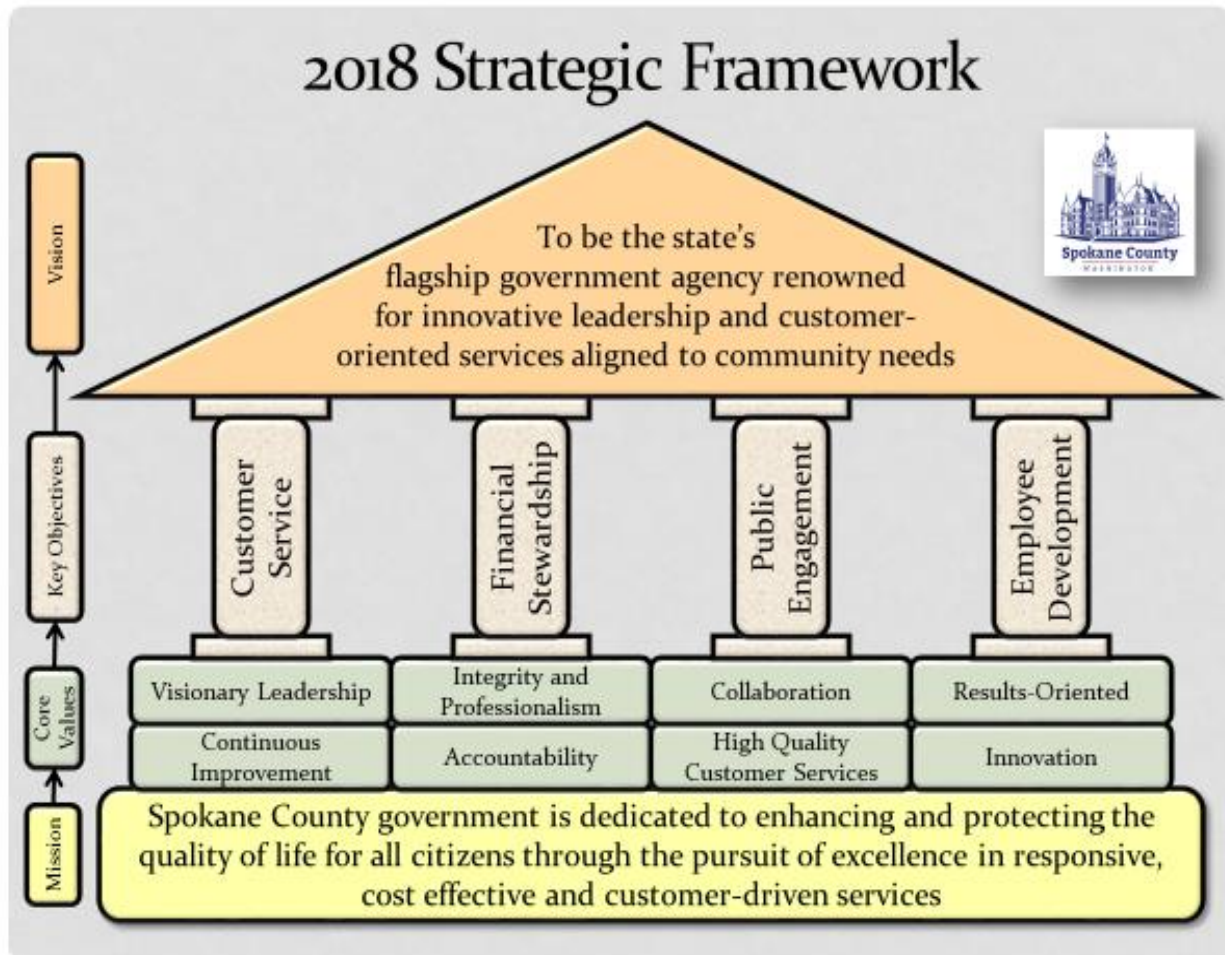 2018 Strategic Framework
Spokane County
WASHINGTON
Vision
To be the state's
flagship government agency renowned
for innovative leadership and customer-
oriented services aligned to community needs
Key Objectives
Customer
Service
Financial
Stewardship
Public
Engagement
Employee
Development
Core
Values
Visionary Leadership
Integrity and
Professionalism
Collaboration
Results-Oriented
Continuous
Improvement
Accountability
High Quality
Customer Services
Innovation
Mission
Spokane County government is dedicated to enhancing and protecting the
quality of life for all citizens through the pursuit of excellence in responsive,
cost effective and customer-driven services